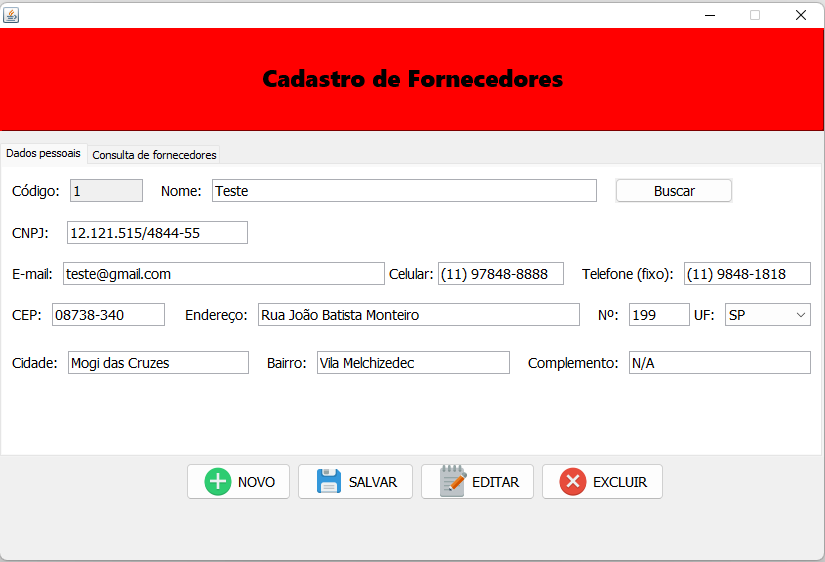 Cadastro de Fornecedores
Dados pessoais Consulta de fornecedores
Código: 1 Nome: Teste Buscar
CNPJ: 12.121.515/4844-55
E-mail: teste@gmail.com Celular: (11) 97848-8888 Telefone (fixo): (11) 9848-1818
CEP: 08738-340 Endereço: Rua João Batista Monteiro Nº: 199 UF: SP
Cidade: Mogi das Cruzes Bairro: Vila Melchizedec Complemento: N/A
NOVO SALVAR EDITAR EXCLUIR